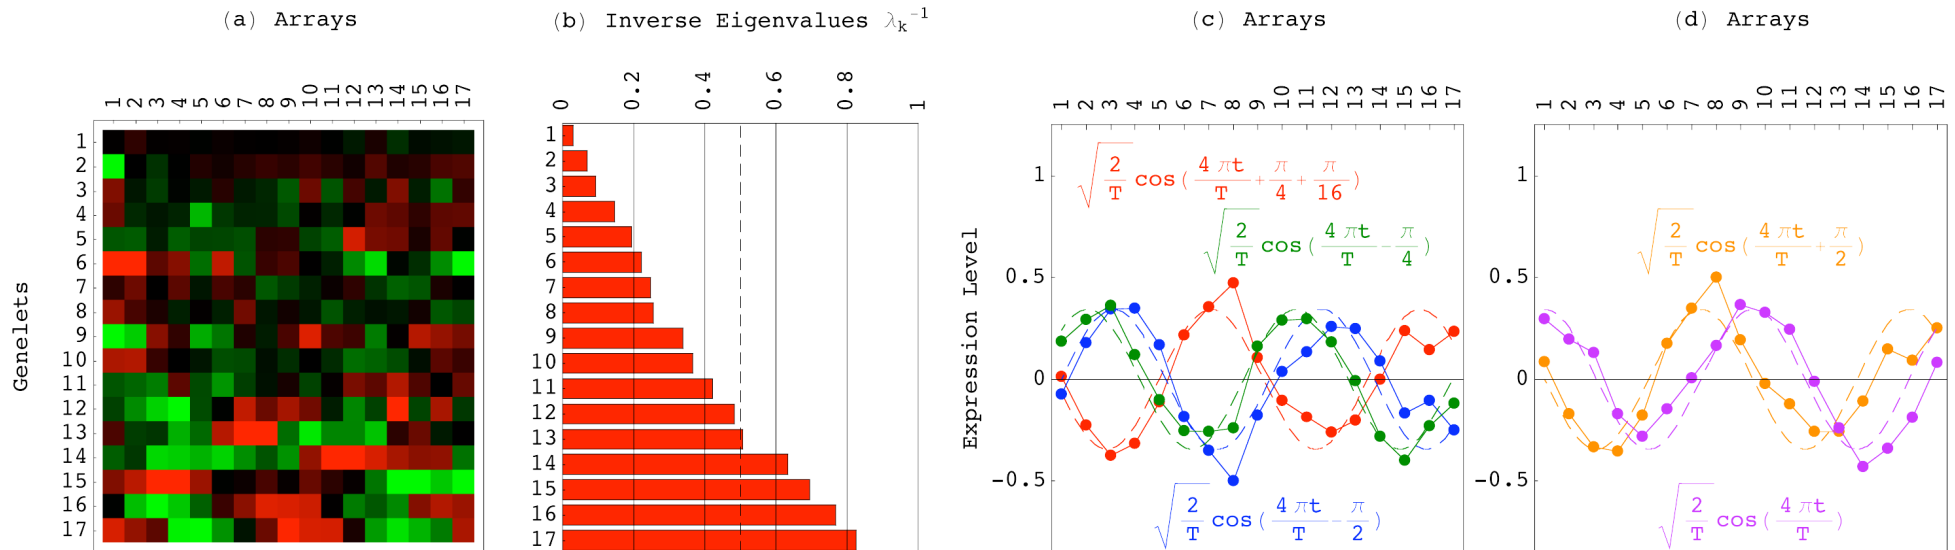 (a) Arrays
1 2 3 4 5 6 7 8 9 10 11 12 13 14 15 16 17
Genelets
1
2
3
4
5
6
7
8
9
10
11
12
13
14
15
16
17
(b) Inverse Eigenvalues λk⁻¹
0 0.2 0.4 0.6 0.8 1
1
2
3
4
5
6
7
8
9
10
11
12
13
14
15
16
17
(c) Arrays
1 2 3 4 5 6 7 8 9 10 11 12 13 14 15 16 17
Expression Level
1
0.5
0
-0.5
√(2/T) cos(4πt/T + π/4 + π/16)
√(2/T) cos(4πt/T - π/4)
√(2/T) cos(4πt/T - π/2)
(d) Arrays
1 2 3 4 5 6 7 8 9 10 11 12 13 14 15 16 17
1
0.5
0
-0.5
√(2/T) cos(4πt/T + π/2)
√(2/T) cos(4πt/T)